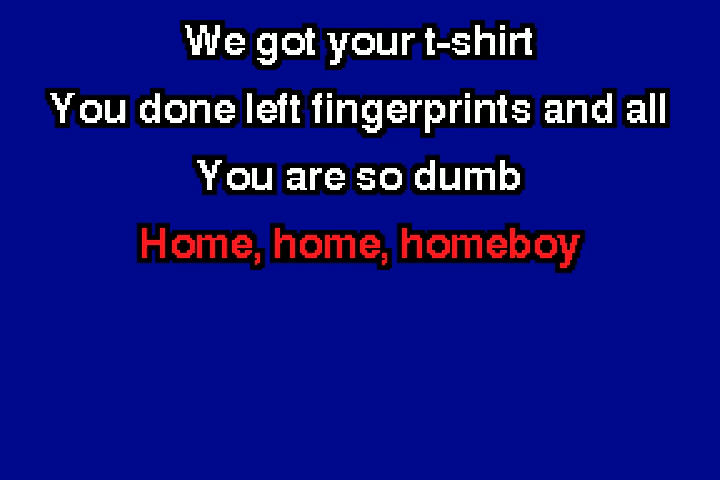 We got your t-shirt
You done left fingerprints and all
You are so dumb
Home, home, homeboy